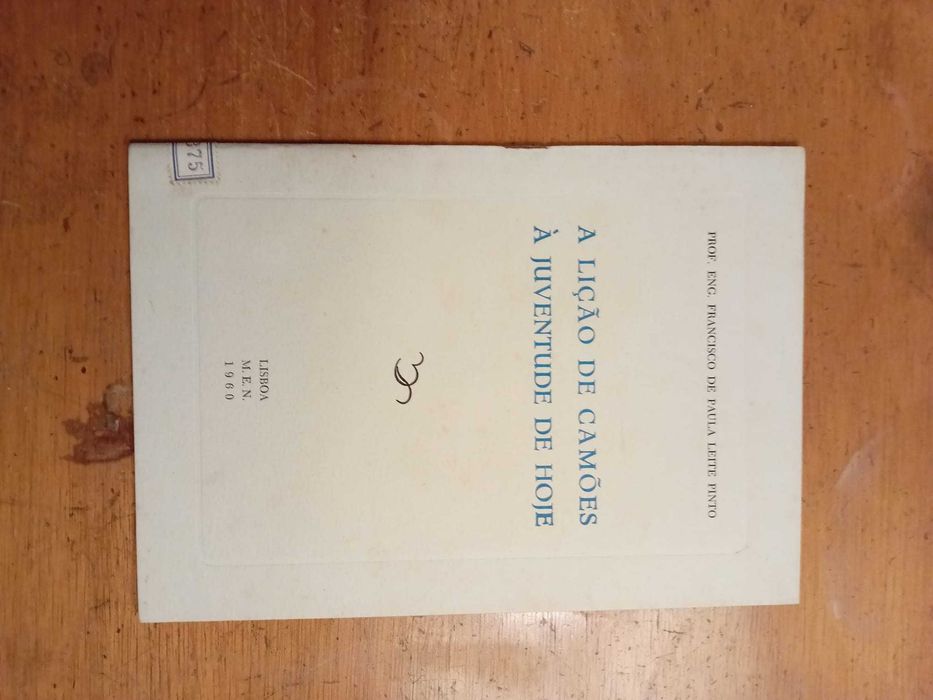 PROF. ENG. FRANCISCO DE PAULA LEITE PINTO
A LIÇÃO DE CAMÕES
À JUVENTUDE DE HOJE
LISBOA
M. E. N.
1960